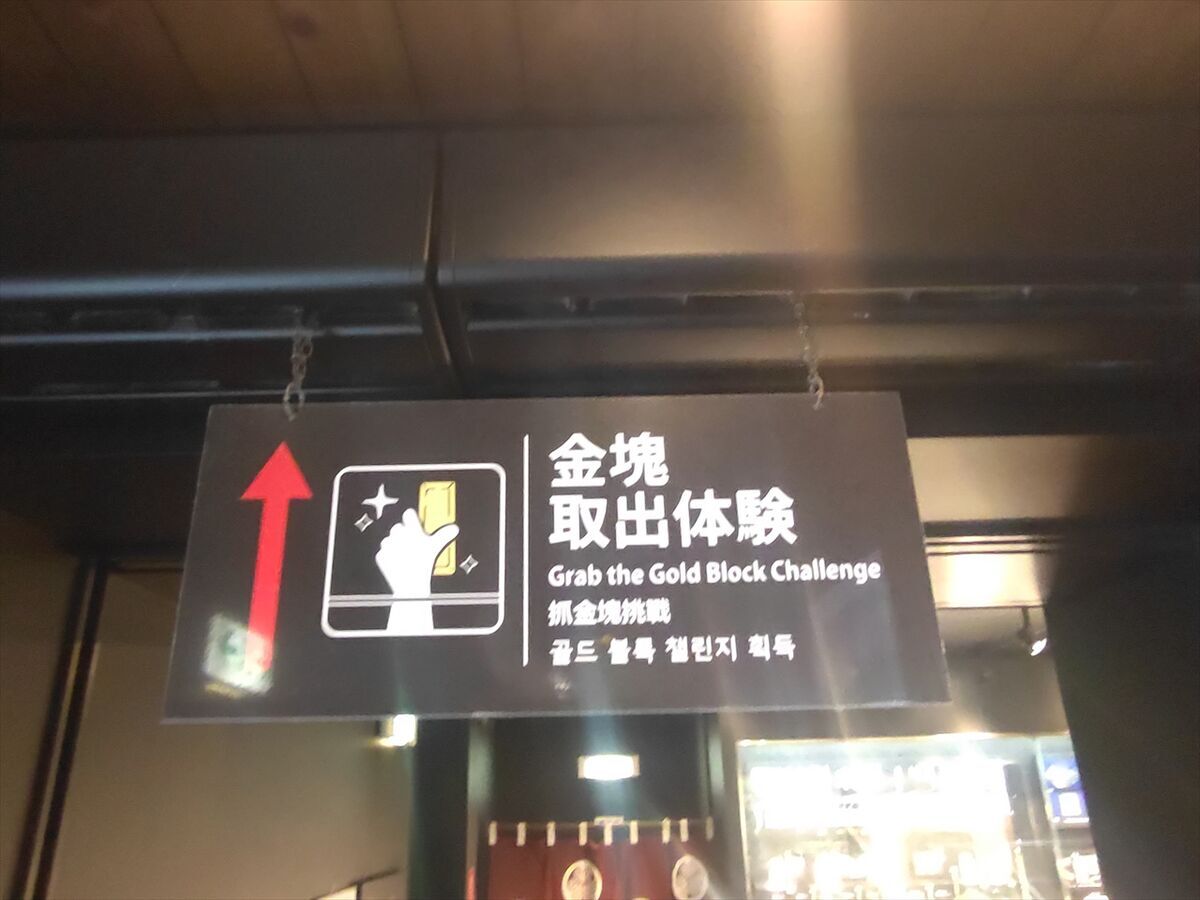 金塊
取出体験
Grab the Gold Block Challenge
抓金塊挑戰
골드 블록 챌린지 획득